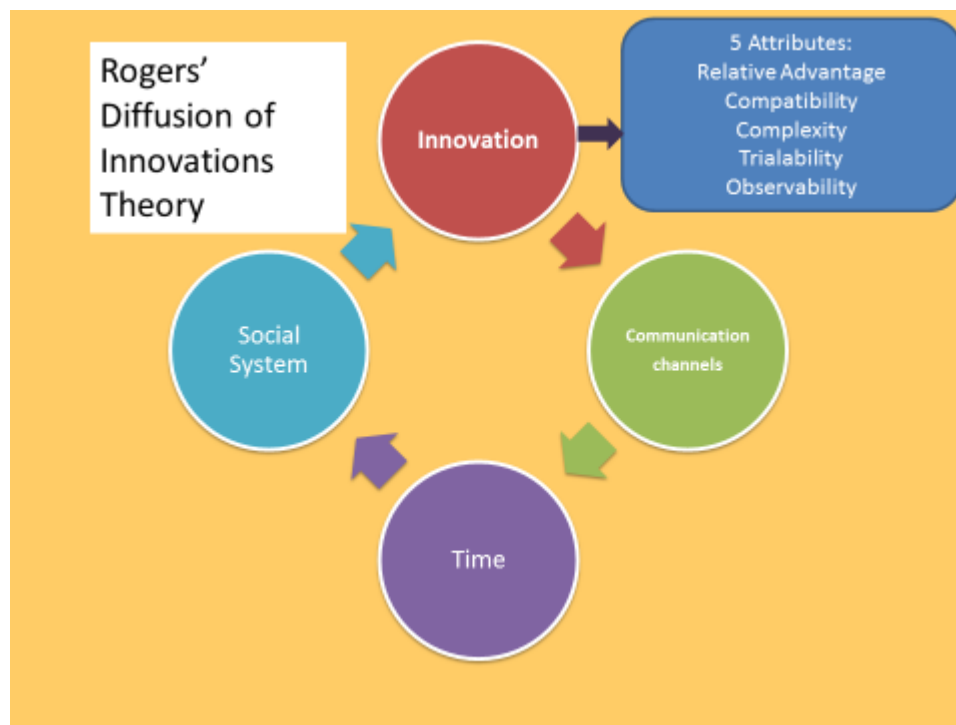 Rogers’
Diffusion of
Innovations
Theory
Innovation
5 Attributes:
Relative Advantage
Compatibility
Complexity
Trialability
Observability
Social
System
Communication
channels
Time